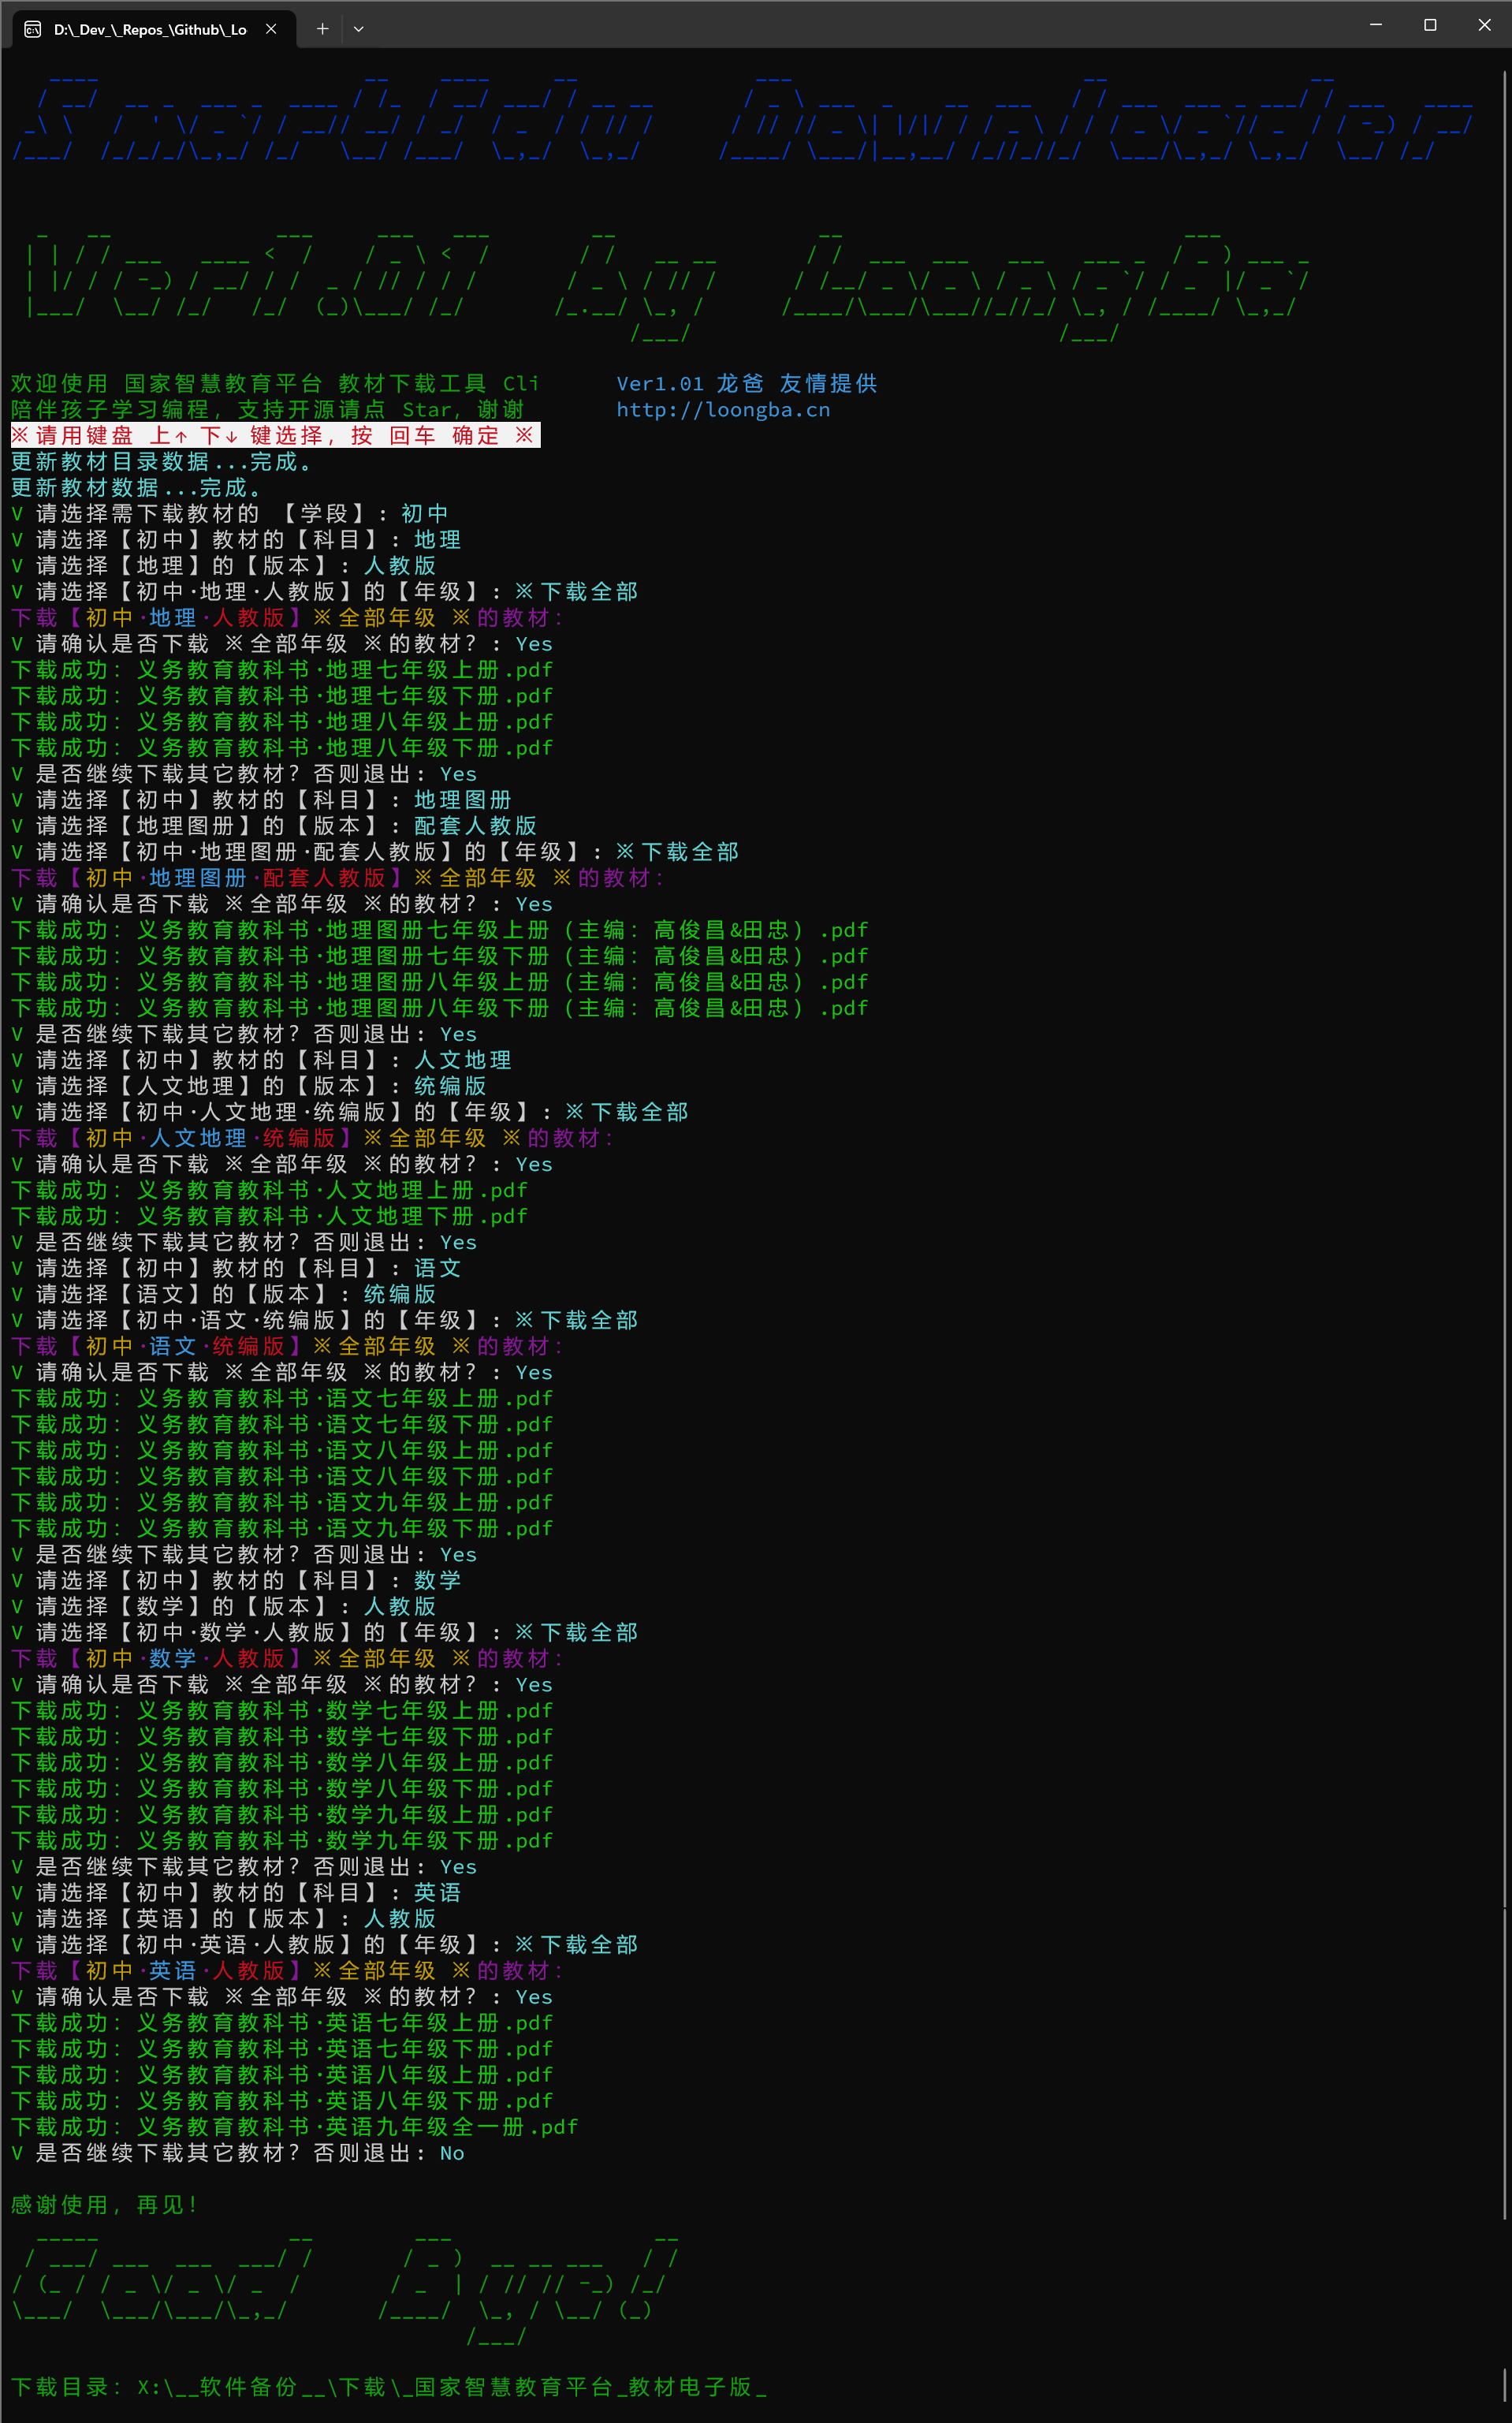 D:\_Dev_\_Repos_\Github\_Lo
SmartEdu Downloader
Ver1.01 by LoongBa
欢迎使用 国家智慧教育平台 教材下载工具 Cli Ver1.01 龙爸 友情提供
陪伴孩子学习编程, 支持开源请点 Star, 谢谢 http://loongba.cn
※请用键盘 上↑ 下↓ 键选择, 按 回车 确定 ※
更新教材目录数据...完成。
更新教材数据...完成。
V 请选择需下载教材的 【学段】: 初中
V 请选择【初中】教材的【科目】: 地理
V 请选择【地理】的【版本】: 人教版
V 请选择【初中·地理·人教版】的【年级】: ※下载全部
下载【初中·地理·人教版】※全部年级 ※的教材:
V 请确认是否下载 ※全部年级 ※的教材? : Yes
下载成功: 义务教育教科书·地理七年级上册.pdf
下载成功: 义务教育教科书·地理七年级下册.pdf
下载成功: 义务教育教科书·地理八年级上册.pdf
下载成功: 义务教育教科书·地理八年级下册.pdf
V 是否继续下载其它教材? 否则退出: Yes
V 请选择【初中】教材的【科目】: 地理图册
V 请选择【地理图册】的【版本】: 配套人教版
V 请选择【初中·地理图册·配套人教版】的【年级】: ※下载全部
下载【初中·地理图册·配套人教版】※全部年级 ※的教材:
V 请确认是否下载 ※全部年级 ※的教材? : Yes
下载成功: 义务教育教科书·地理图册七年级上册（主编: 高俊昌&田忠）.pdf
下载成功: 义务教育教科书·地理图册七年级下册（主编: 高俊昌&田忠）.pdf
下载成功: 义务教育教科书·地理图册八年级上册（主编: 高俊昌&田忠）.pdf
下载成功: 义务教育教科书·地理图册八年级下册（主编: 高俊昌&田忠）.pdf
V 是否继续下载其它教材? 否则退出: Yes
V 请选择【初中】教材的【科目】: 人文地理
V 请选择【人文地理】的【版本】: 统编版
V 请选择【初中·人文地理·统编版】的【年级】: ※下载全部
下载【初中·人文地理·统编版】※全部年级 ※的教材:
V 请确认是否下载 ※全部年级 ※的教材? : Yes
下载成功: 义务教育教科书·人文地理上册.pdf
下载成功: 义务教育教科书·人文地理下册.pdf
V 是否继续下载其它教材? 否则退出: Yes
V 请选择【初中】教材的【科目】: 语文
V 请选择【语文】的【版本】: 统编版
V 请选择【初中·语文·统编版】的【年级】: ※下载全部
下载【初中·语文·统编版】※全部年级 ※的教材:
V 请确认是否下载 ※全部年级 ※的教材? : Yes
下载成功: 义务教育教科书·语文七年级上册.pdf
下载成功: 义务教育教科书·语文七年级下册.pdf
下载成功: 义务教育教科书·语文八年级上册.pdf
下载成功: 义务教育教科书·语文八年级下册.pdf
下载成功: 义务教育教科书·语文九年级上册.pdf
下载成功: 义务教育教科书·语文九年级下册.pdf
V 是否继续下载其它教材? 否则退出: Yes
V 请选择【初中】教材的【科目】: 数学
V 请选择【数学】的【版本】: 人教版
V 请选择【初中·数学·人教版】的【年级】: ※下载全部
下载【初中·数学·人教版】※全部年级 ※的教材:
V 请确认是否下载 ※全部年级 ※的教材? : Yes
下载成功: 义务教育教科书·数学七年级上册.pdf
下载成功: 义务教育教科书·数学七年级下册.pdf
下载成功: 义务教育教科书·数学八年级上册.pdf
下载成功: 义务教育教科书·数学八年级下册.pdf
下载成功: 义务教育教科书·数学九年级上册.pdf
下载成功: 义务教育教科书·数学九年级下册.pdf
V 是否继续下载其它教材? 否则退出: Yes
V 请选择【初中】教材的【科目】: 英语
V 请选择【英语】的【版本】: 人教版
V 请选择【初中·英语·人教版】的【年级】: ※下载全部
下载【初中·英语·人教版】※全部年级 ※的教材:
V 请确认是否下载 ※全部年级 ※的教材? : Yes
下载成功: 义务教育教科书·英语七年级上册.pdf
下载成功: 义务教育教科书·英语七年级下册.pdf
下载成功: 义务教育教科书·英语八年级上册.pdf
下载成功: 义务教育教科书·英语八年级下册.pdf
下载成功: 义务教育教科书·英语九年级全一册.pdf
V 是否继续下载其它教材? 否则退出: No
感谢使用, 再见!
Good Bye!
下载目录: X:\__软件备份__\下载\_国家智慧教育平台_教材电子版_